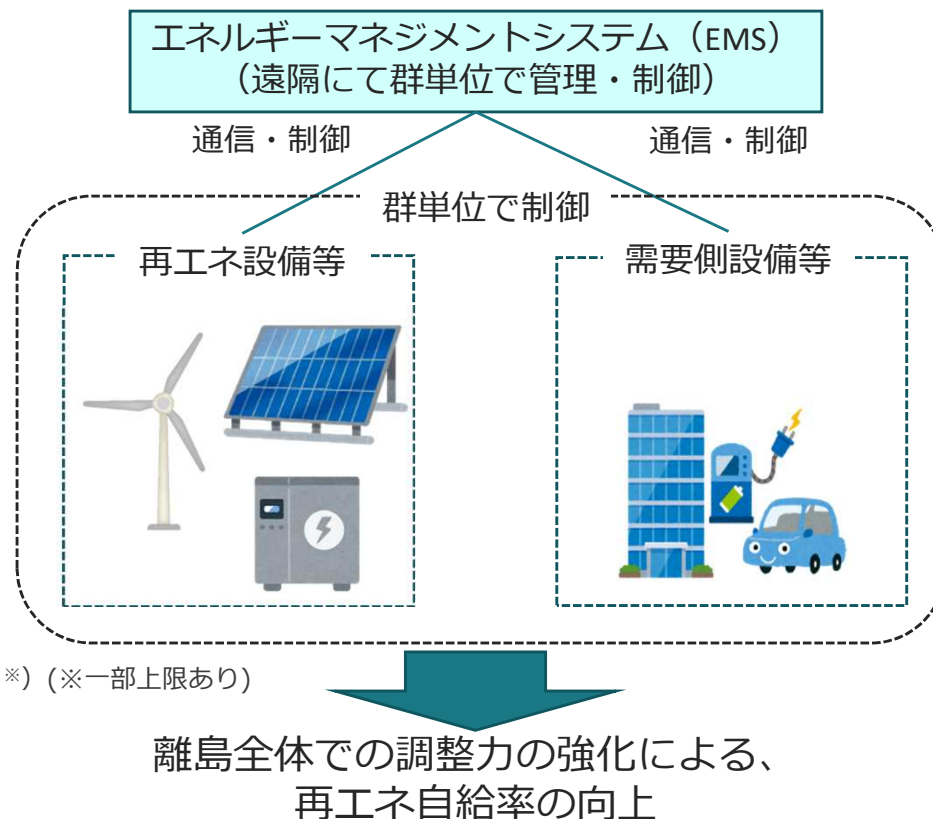 エネルギーマネジメントシステム（EMS）
（遠隔にて群単位で管理・制御）
通信・制御
通信・制御
群単位で制御
再エネ設備等
需要側設備等
※）(※一部上限あり)
離島全体での調整力の強化による、
再エネ自給率の向上